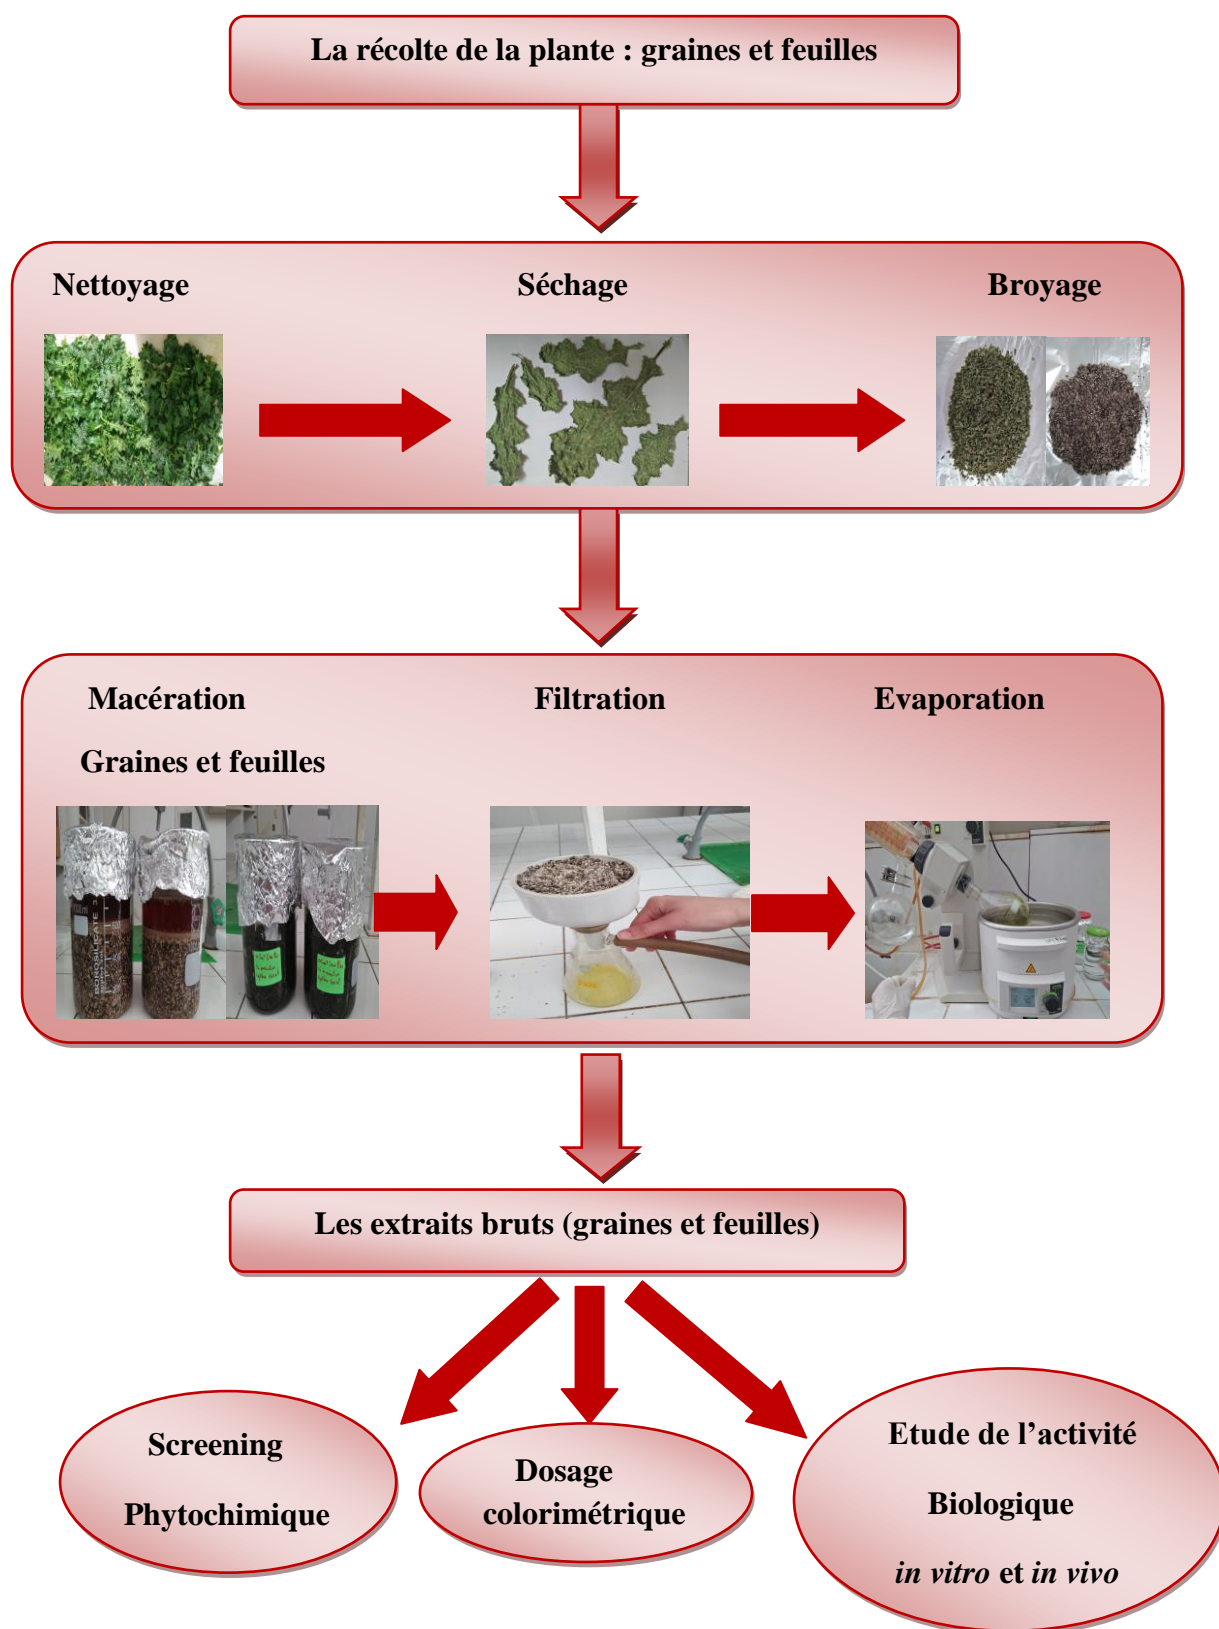 La récolte de la plante : graines et feuilles
Nettoyage
Séchage
Broyage
Macération
Filtration
Evaporation
Graines et feuilles
BOROSILICATE
Les extraits bruts (graines et feuilles)
Screening
Phytochimique
Dosage
colorimétrique
Etude de l’activité
Biologique
in vitro et in vivo